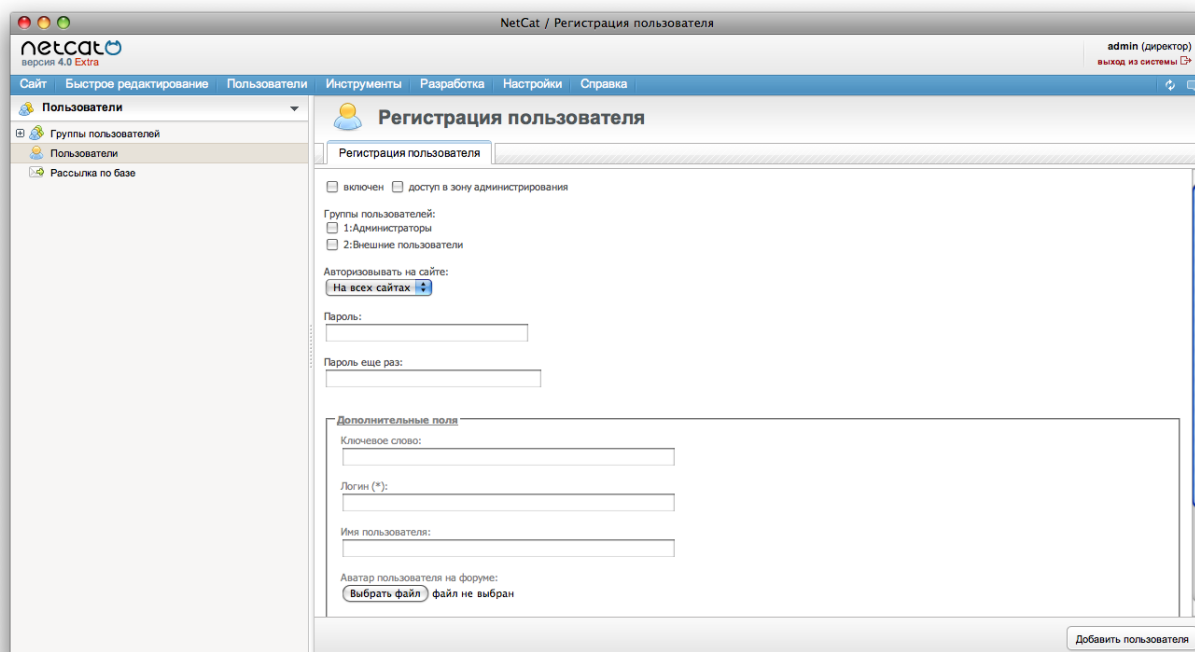 NetCat / Регистрация пользователя
netcat
версия 4.0 Extra
admin (директор)
выход из системы
Сайт Быстрое редактирование Пользователи Инструменты Разработка Настройки Справка
Пользователи
Группы пользователей
Пользователи
Рассылка по базе
Регистрация пользователя
Регистрация пользователя
включен доступ в зону администрирования
Группы пользователей:
1:Администраторы
2:Внешние пользователи
Авторизовывать на сайте:
На всех сайтах
Пароль:
Пароль еще раз:
Дополнительные поля
Ключевое слово:
Логин (*):
Имя пользователя:
Аватар пользователя на форуме:
Выбрать файл файл не выбран
Добавить пользователя